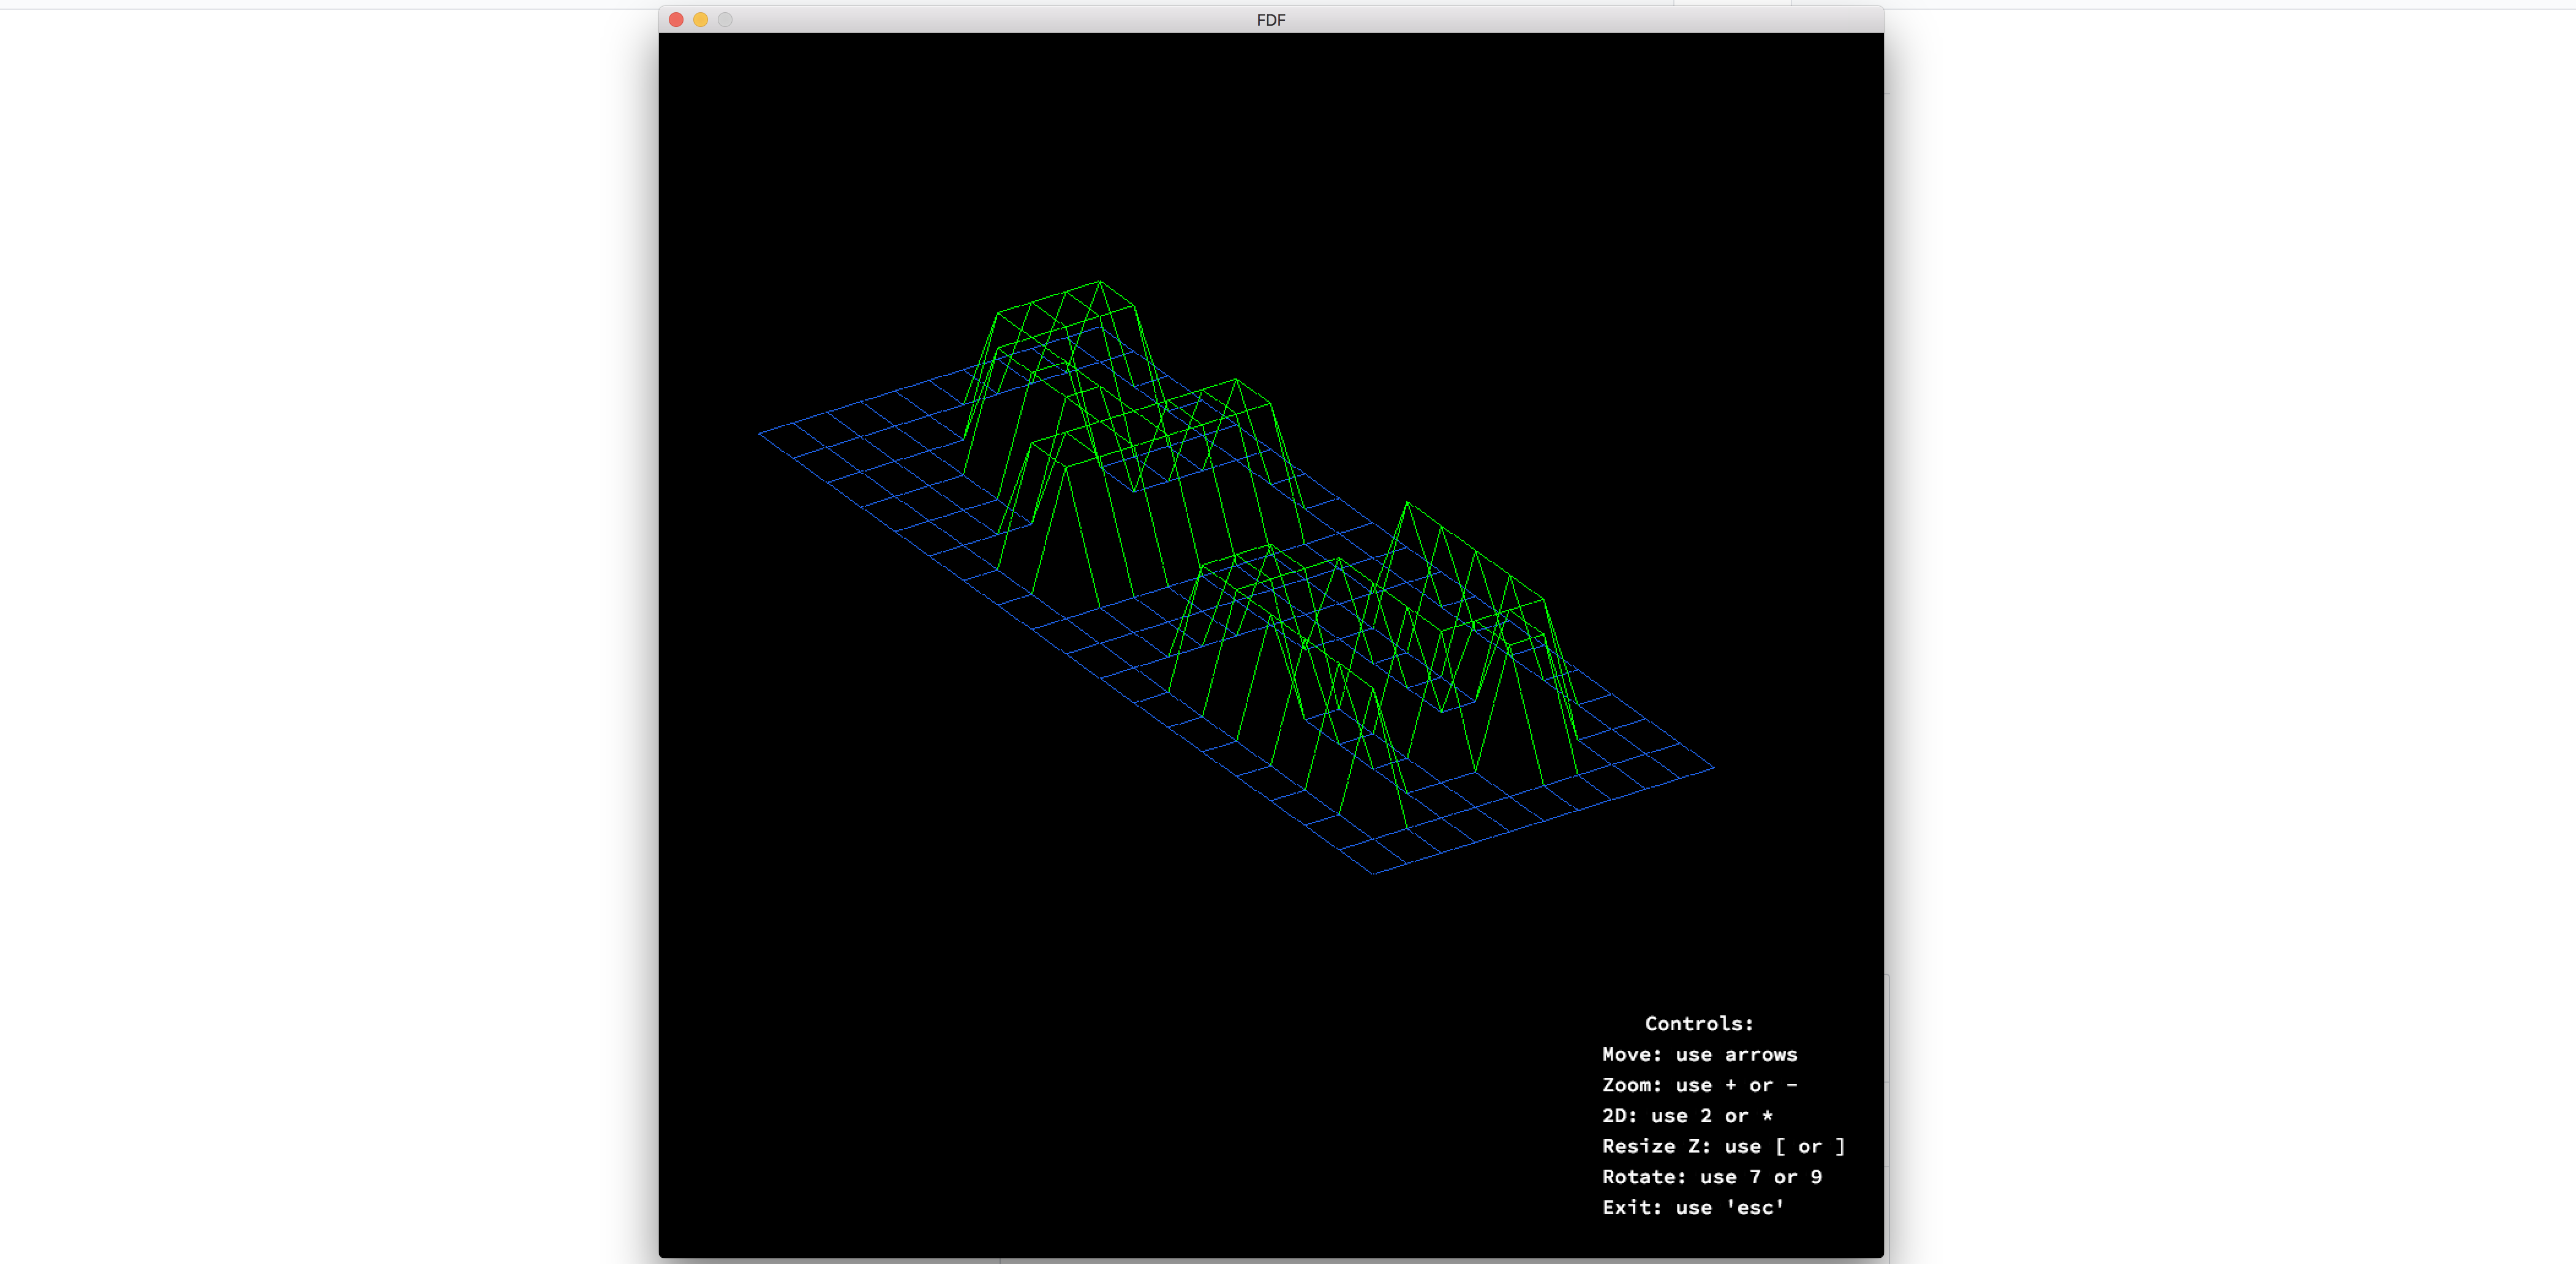 FDF
Controls:
Move: use arrows
Zoom: use + or -
2D: use 2 or *
Resize Z: use [ or ]
Rotate: use 7 or 9
Exit: use 'esc'